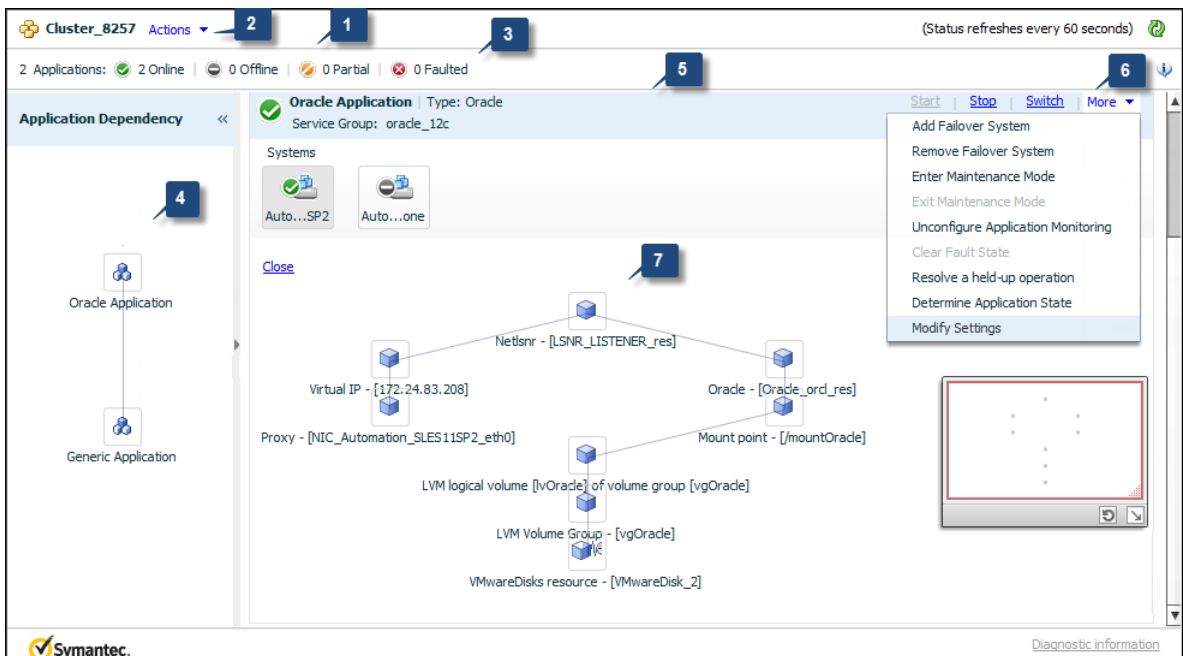 Cluster_8257 Actions 2 1 3 (Status refreshes every 60 seconds)
2 Applications: 2 Online | 0 Offline | 0 Partial | 0 Faulted 5 6
Application Dependency «
Oracle Application | Type: Oracle Start | Stop | Switch | More
Service Group: oracle_12c
Add Failover System
Remove Failover System
Enter Maintenance Mode
Exit Maintenance Mode
Unconfigure Application Monitoring
Clear Fault State
Resolve a held-up operation
Determine Application State
Modify Settings
Systems
Auto...SP2 Auto...one
4
Oracle Application
Generic Application
Close
7
Netlsnr - [LSNR_LISTENER_res]
Virtual IP - [172.24.83.208]
Oracle - [Oracle_orcl_res]
Proxy - [NIC_Automation_SLES11SP2_eth0]
Mount point - [/mountOracle]
LVM logical volume [lvOracle] of volume group [vgOracle]
LVM Volume Group - [vgOracle]
VMwareDisks resource - [VMwareDisk_2]
Symantec.
Diagnostic information